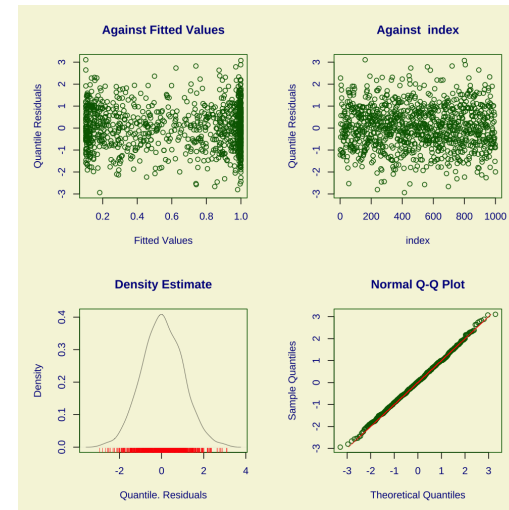 Against Fitted Values
Quantile Residuals
3
2
1
0
-1
-2
-3
0.2 0.4 0.6 0.8 1.0
Fitted Values
Against index
Quantile Residuals
3
2
1
0
-1
-2
-3
0 200 400 600 800 1000
index
Density Estimate
Density
0.4
0.3
0.2
0.1
0.0
-2 0 2 4
Quantile. Residuals
Normal Q-Q Plot
Sample Quantiles
3
2
1
0
-1
-2
-3
-3 -2 -1 0 1 2 3
Theoretical Quantiles